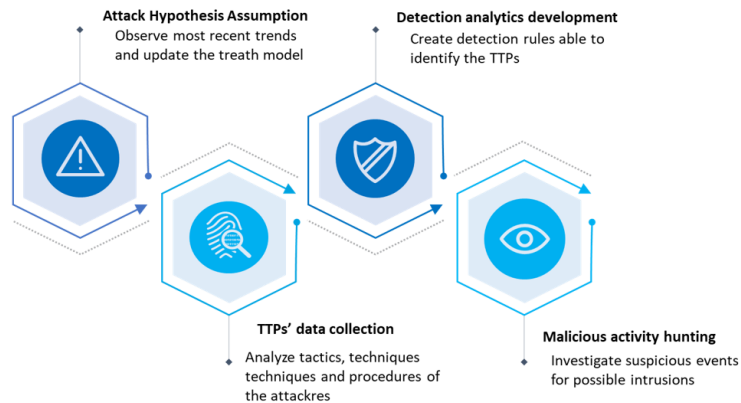 Attack Hypothesis Assumption
Observe most recent trends
and update the treath model
Detection analytics development
Create detection rules able to
identify the TTPs
TTPs’ data collection
Analyze tactics, techniques
techniques and procedures of
the attackres
Malicious activity hunting
Investigate suspicious events
for possible intrusions